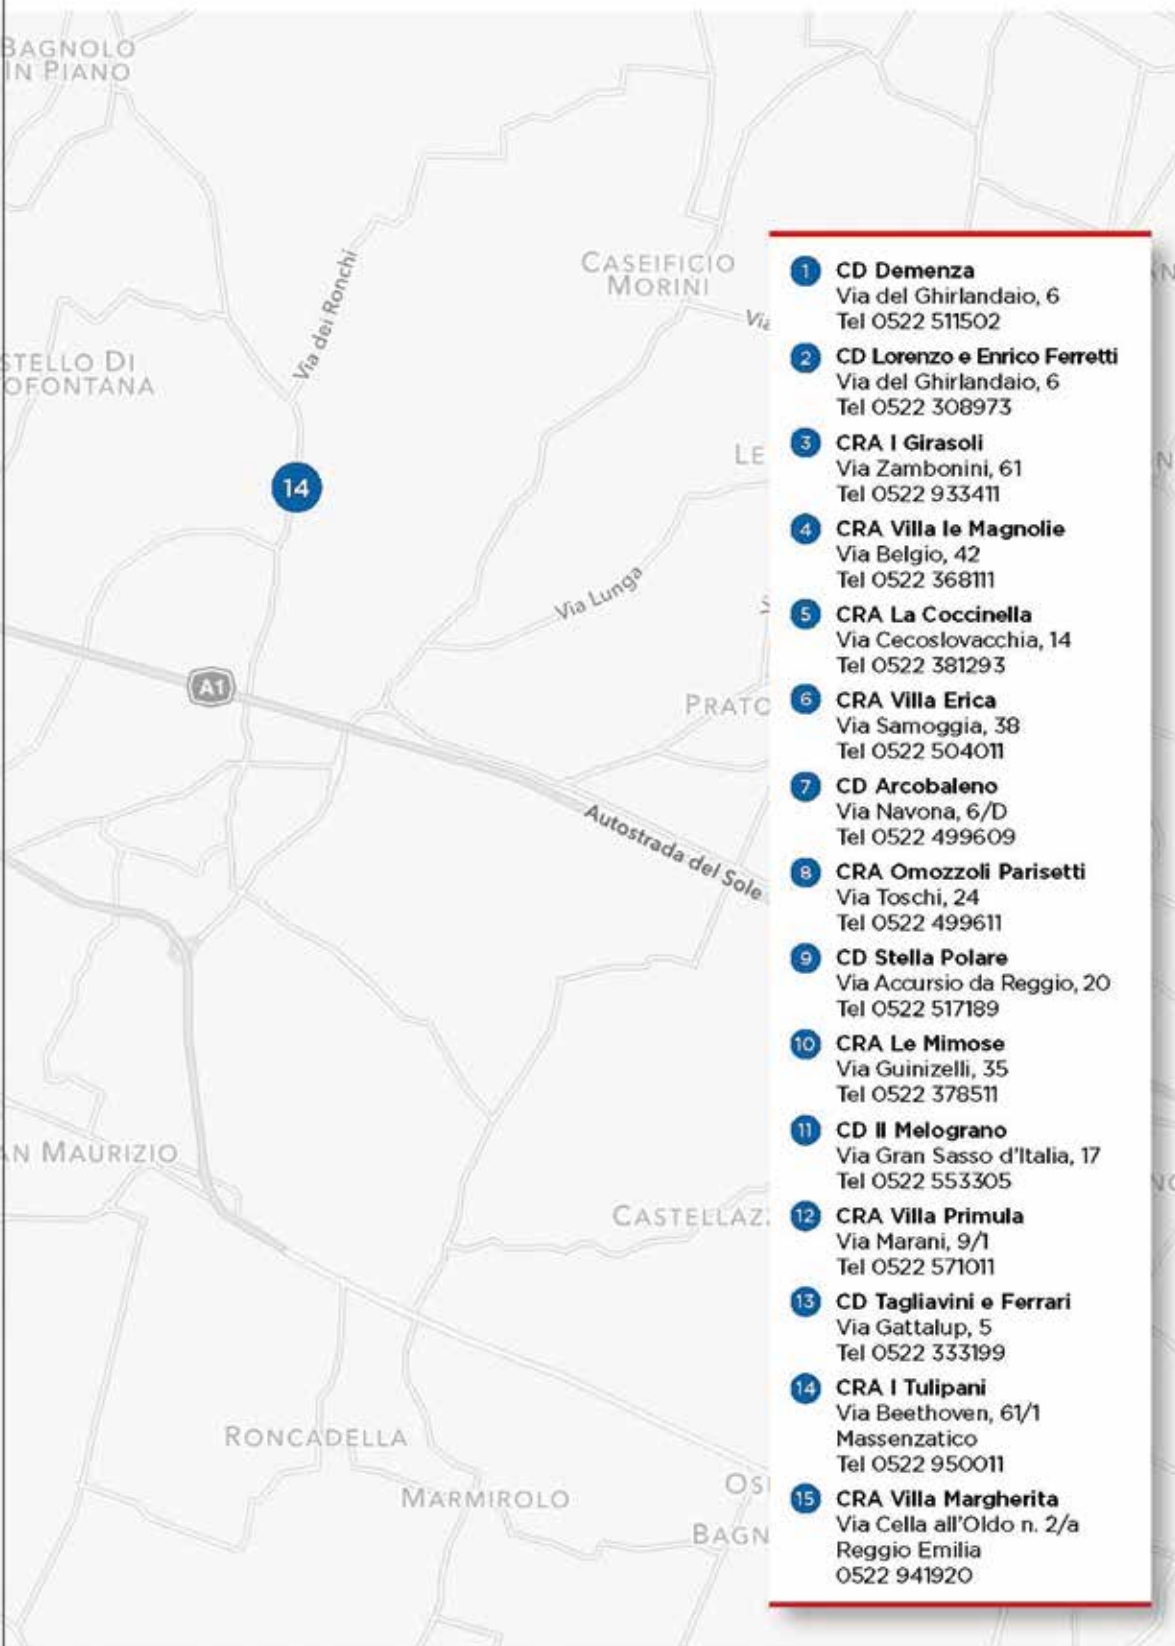 BAGNOLO
IN PIANO
Via dei Ronchi
CASEIFICIO
MORINI
Via
STELLO DI
OFONTANA
LE
14
Via Lunga
A1
PRATO
Autostrada del Sole
AN MAURIZIO
CASTELLAZ
RONCADELLA
MARMIROLO
OS
BAGN
1 CD Demenza
Via del Ghirlandaio, 6
Tel 0522 511502
2 CD Lorenzo e Enrico Ferretti
Via del Ghirlandaio, 6
Tel 0522 308973
3 CRA I Girasoli
Via Zambonini, 61
Tel 0522 933411
4 CRA Villa le Magnolie
Via Belgio, 42
Tel 0522 368111
5 CRA La Coccinella
Via Cecoslovacchia, 14
Tel 0522 381293
6 CRA Villa Erica
Via Samoggia, 38
Tel 0522 504011
7 CD Arcobaleno
Via Navona, 6/D
Tel 0522 499609
8 CRA Omozzoli Parisetti
Via Toschi, 24
Tel 0522 499611
9 CD Stella Polare
Via Accursio da Reggio, 20
Tel 0522 517189
10 CRA Le Mimose
Via Guinizelli, 35
Tel 0522 378511
11 CD Il Melograno
Via Gran Sasso d'Italia, 17
Tel 0522 553305
12 CRA Villa Primula
Via Marani, 9/1
Tel 0522 571011
13 CD Tagliavini e Ferrari
Via Gattalup, 5
Tel 0522 333199
14 CRA I Tulipani
Via Beethoven, 61/1
Massenzatico
Tel 0522 950011
15 CRA Villa Margherita
Via Cella all'Oldo n. 2/a
Reggio Emilia
0522 941920